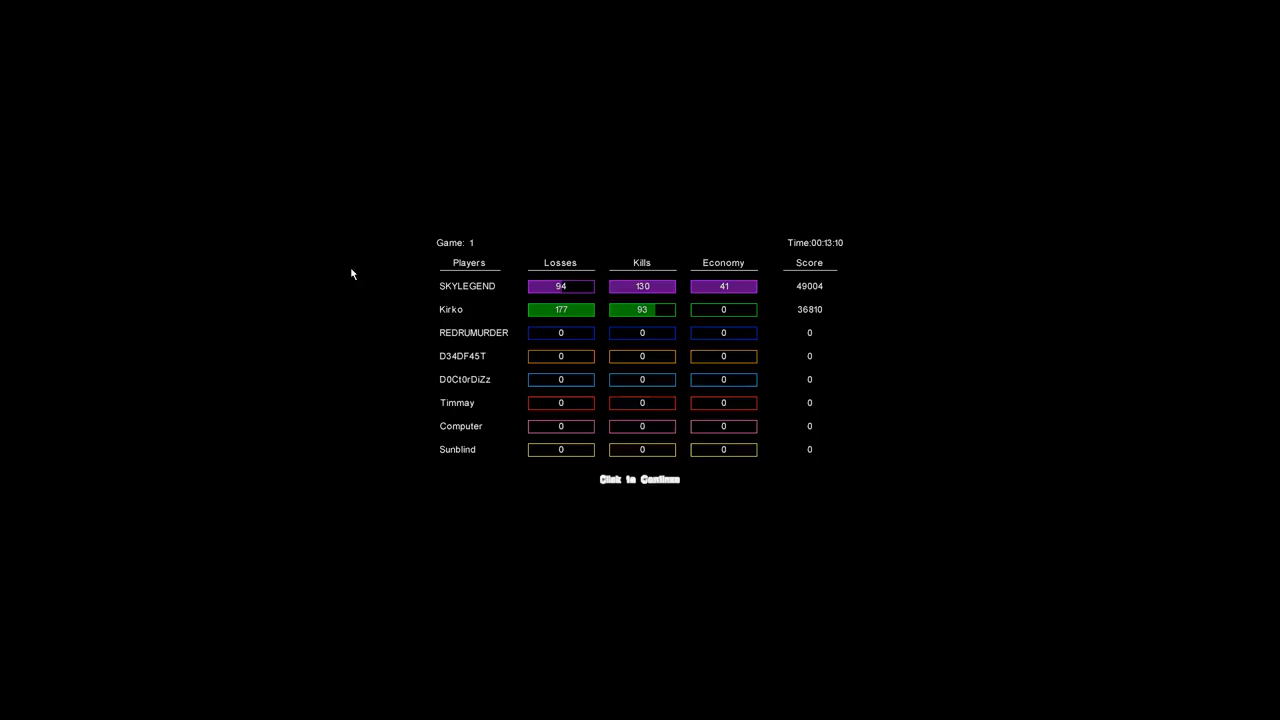 Game: 1 Time:00:13:10
Players Losses Kills Economy Score
SKYLEGEND 94 130 41 49004
Kirko 177 93 0 36810
REDRUMURDER 0 0 0 0
D34DF45T 0 0 0 0
D0Ct0rDiZz 0 0 0 0
Timmay 0 0 0 0
Computer 0 0 0 0
Sunblind 0 0 0 0
Click to Continue